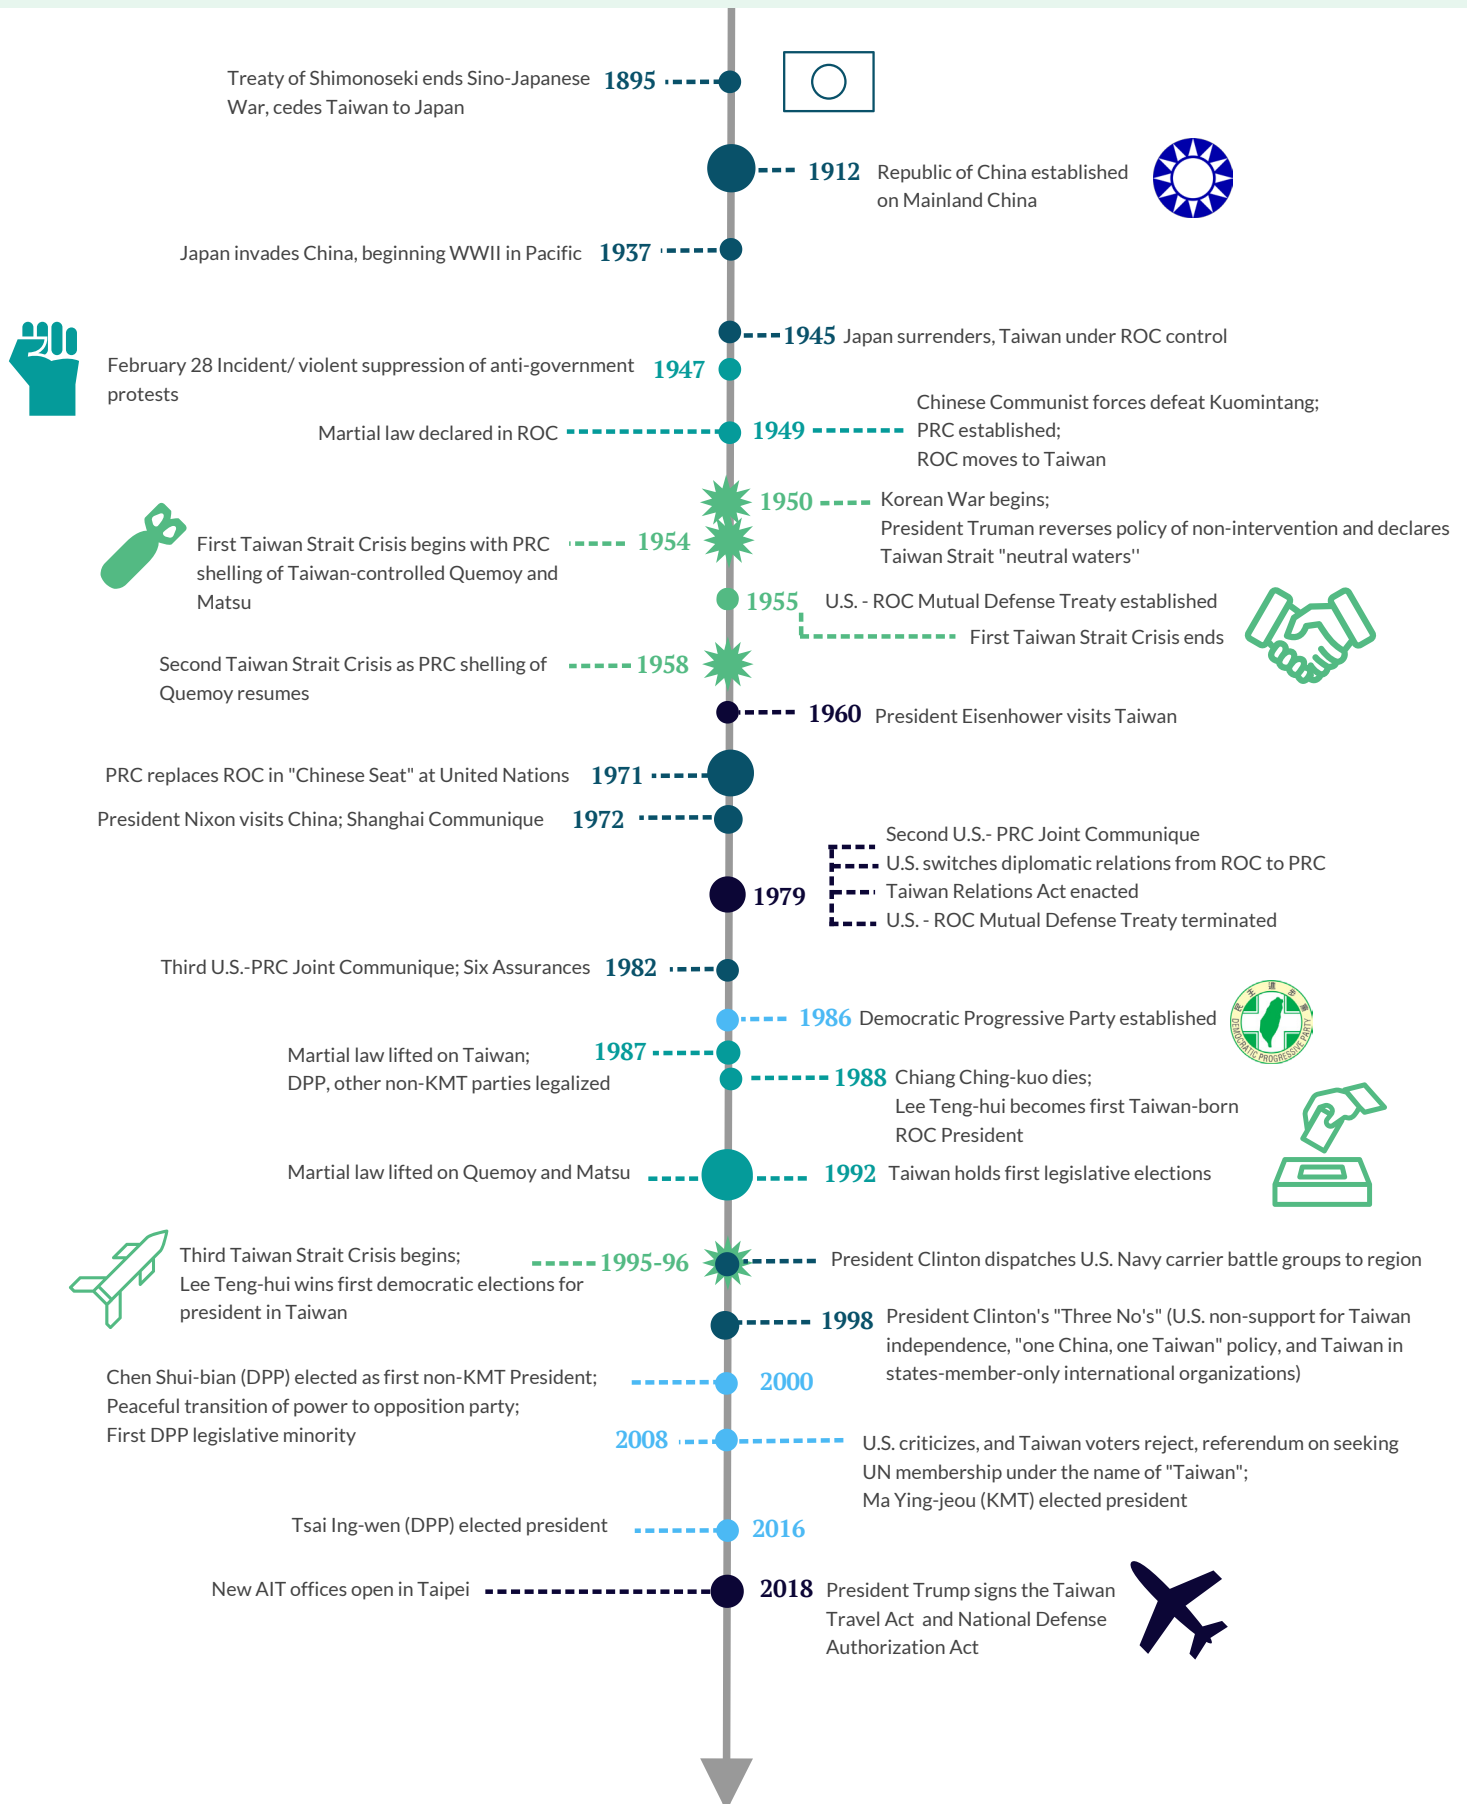 Treaty of Shimonoseki ends Sino-Japanese
War, cedes Taiwan to Japan
1895
1912
Republic of China established
on Mainland China
Japan invades China, beginning WWII in Pacific
1937
1945
Japan surrenders, Taiwan under ROC control
February 28 Incident/ violent suppression of anti-government
protests
1947
Martial law declared in ROC
1949
Chinese Communist forces defeat Kuomintang;
PRC established;
ROC moves to Taiwan
1950
Korean War begins;
President Truman reverses policy of non-intervention and declares
Taiwan Strait "neutral waters''
First Taiwan Strait Crisis begins with PRC
shelling of Taiwan-controlled Quemoy and
Matsu
1954
1955
U.S. - ROC Mutual Defense Treaty established
First Taiwan Strait Crisis ends
Second Taiwan Strait Crisis as PRC shelling of
Quemoy resumes
1958
1960
President Eisenhower visits Taiwan
PRC replaces ROC in "Chinese Seat" at United Nations
1971
President Nixon visits China; Shanghai Communique
1972
1979
Second U.S.- PRC Joint Communique
U.S. switches diplomatic relations from ROC to PRC
Taiwan Relations Act enacted
U.S. - ROC Mutual Defense Treaty terminated
Third U.S.-PRC Joint Communique; Six Assurances
1982
1986
Democratic Progressive Party established
民主進步黨
DEMOCRATIC PROGRESSIVE PARTY
Martial law lifted on Taiwan;
DPP, other non-KMT parties legalized
1987
1988
Chiang Ching-kuo dies;
Lee Teng-hui becomes first Taiwan-born
ROC President
Martial law lifted on Quemoy and Matsu
1992
Taiwan holds first legislative elections
Third Taiwan Strait Crisis begins;
Lee Teng-hui wins first democratic elections for
president in Taiwan
1995-96
President Clinton dispatches U.S. Navy carrier battle groups to region
1998
President Clinton's "Three No's" (U.S. non-support for Taiwan
independence, "one China, one Taiwan" policy, and Taiwan in
states-member-only international organizations)
Chen Shui-bian (DPP) elected as first non-KMT President;
Peaceful transition of power to opposition party;
First DPP legislative minority
2000
2008
U.S. criticizes, and Taiwan voters reject, referendum on seeking
UN membership under the name of "Taiwan";
Ma Ying-jeou (KMT) elected president
Tsai Ing-wen (DPP) elected president
2016
New AIT offices open in Taipei
2018
President Trump signs the Taiwan
Travel Act  and National Defense
Authorization Act